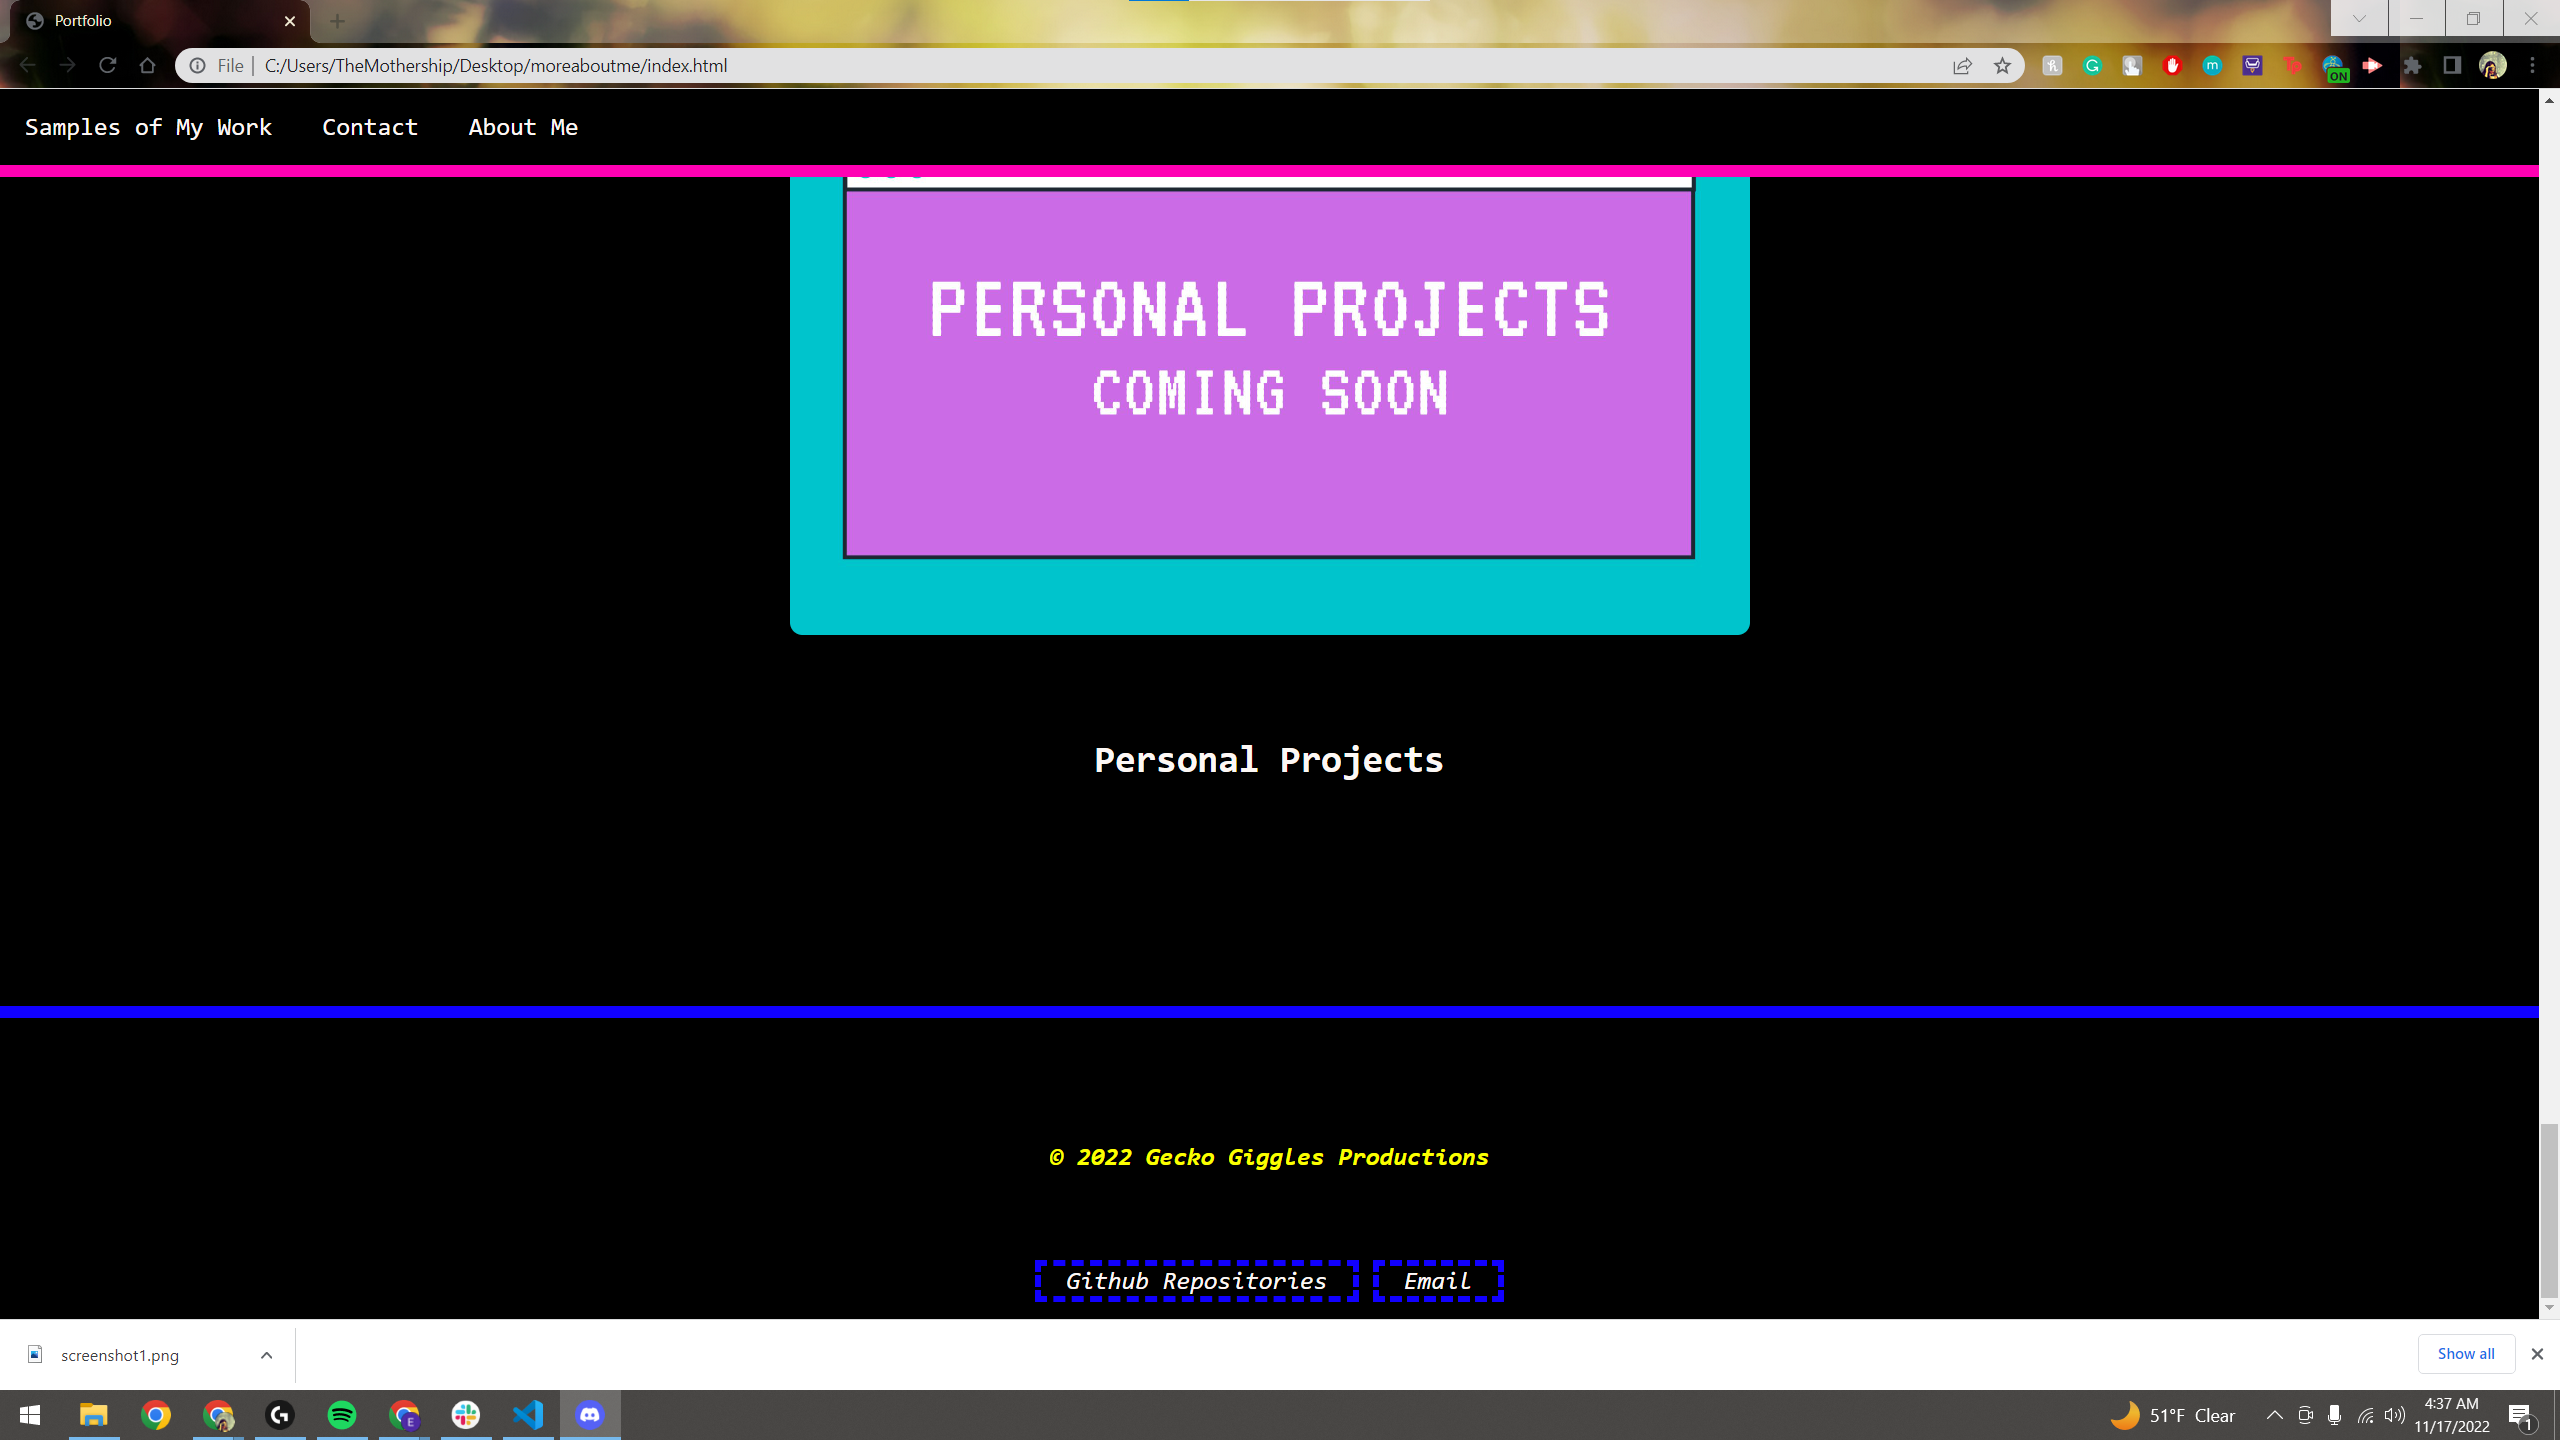 Portfolio
File | C:/Users/TheMothership/Desktop/moreaboutme/index.html
ON
Samples of My Work Contact About Me
PERSONAL PROJECTS
COMING SOON
Personal Projects
© 2022 Gecko Giggles Productions
Github Repositories Email
screenshot1.png
Show all
51°F Clear
4:37 AM
11/17/2022
1